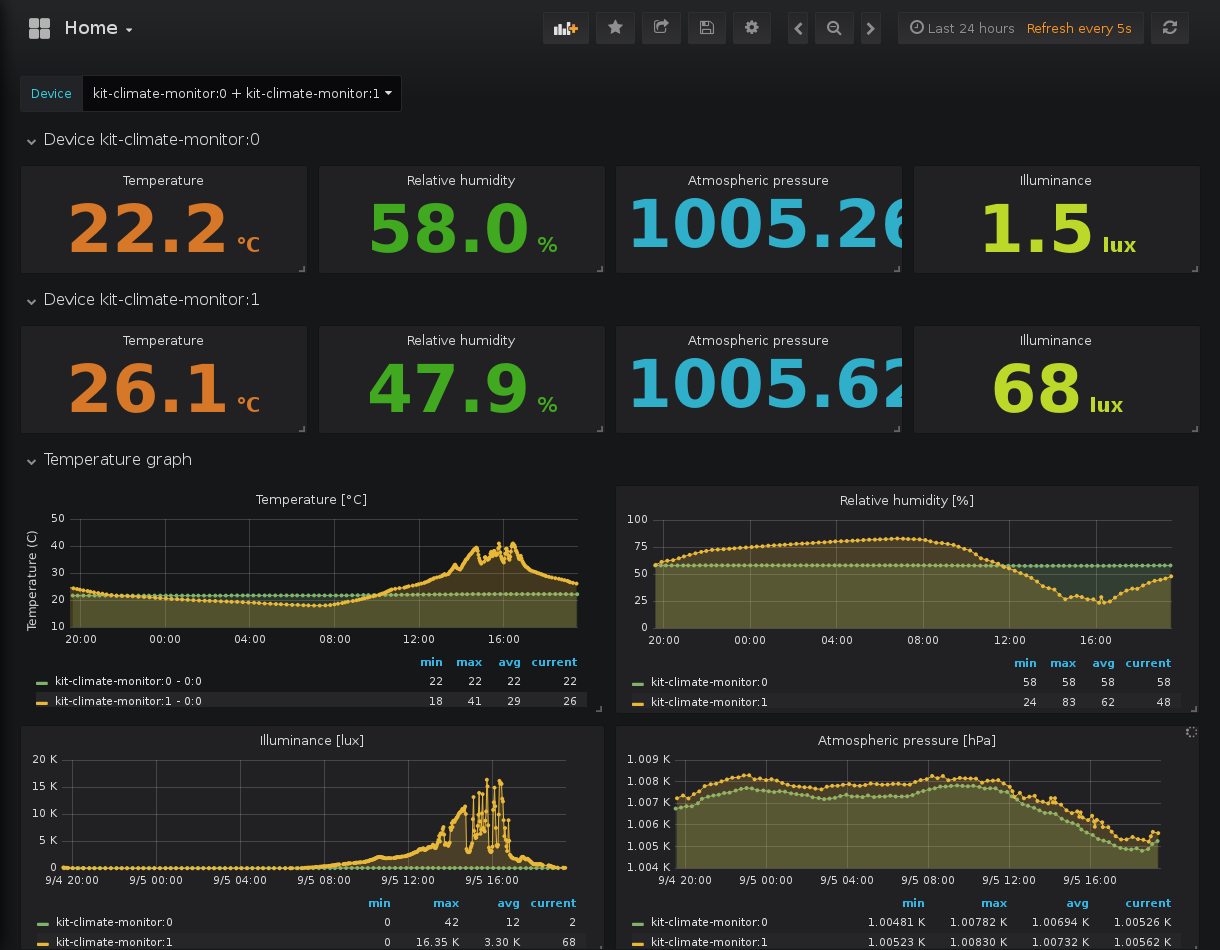 Home
Last 24 hours Refresh every 5s
Device kit-climate-monitor:0 + kit-climate-monitor:1
Device kit-climate-monitor:0
Temperature Relative humidity Atmospheric pressure Illuminance
22.2 °C 58.0 % 1005.26 1.5 lux
Device kit-climate-monitor:1
Temperature Relative humidity Atmospheric pressure Illuminance
26.1 °C 47.9 % 1005.62 68 lux
Temperature graph
Temperature [°C]
Temperature (C)
50
40
30
20
10
20:00 00:00 04:00 08:00 12:00 16:00
min max avg current
kit-climate-monitor:0 - 0:0 22 22 22 22
kit-climate-monitor:1 - 0:0 18 41 29 26
Relative humidity [%]
100
75
50
25
0
20:00 00:00 04:00 08:00 12:00 16:00
min max avg current
kit-climate-monitor:0 58 58 58 58
kit-climate-monitor:1 24 83 62 48
Illuminance [lux]
20 K
15 K
10 K
5 K
0
9/4 20:00 9/5 00:00 9/5 04:00 9/5 08:00 9/5 12:00 9/5 16:00
min max avg current
kit-climate-monitor:0 0 42 12 2
kit-climate-monitor:1 0 16.35 K 3.30 K 68
Atmospheric pressure [hPa]
1.009 K
1.008 K
1.007 K
1.006 K
1.005 K
1.004 K
9/4 20:00 9/5 00:00 9/5 04:00 9/5 08:00 9/5 12:00 9/5 16:00
min max avg current
kit-climate-monitor:0 1.00481 K 1.00782 K 1.00694 K 1.00526 K
kit-climate-monitor:1 1.00523 K 1.00830 K 1.00732 K 1.00562 K